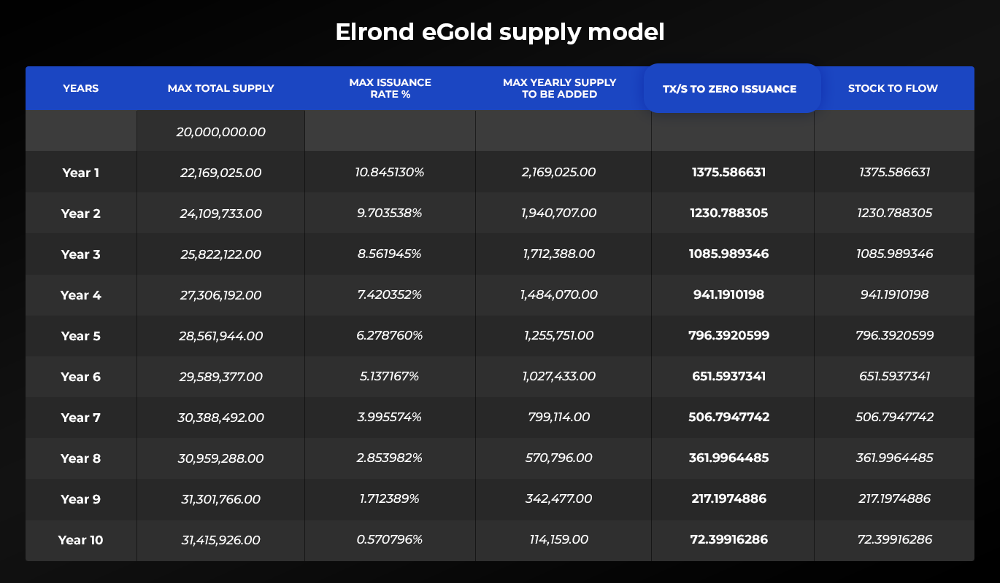 Elrond eGold supply model
YEARS MAX TOTAL SUPPLY MAX ISSUANCE RATE % MAX YEARLY SUPPLY TO BE ADDED TX/S TO ZERO ISSUANCE STOCK TO FLOW
20,000,000.00
Year 1 22,169,025.00 10.845130% 2,169,025.00 1375.586631 1375.586631
Year 2 24,109,733.00 9.703538% 1,940,707.00 1230.788305 1230.788305
Year 3 25,822,122.00 8.561945% 1,712,388.00 1085.989346 1085.989346
Year 4 27,306,192.00 7.420352% 1,484,070.00 941.1910198 941.1910198
Year 5 28,561,944.00 6.278760% 1,255,751.00 796.3920599 796.3920599
Year 6 29,589,377.00 5.137167% 1,027,433.00 651.5937341 651.5937341
Year 7 30,388,492.00 3.995574% 799,114.00 506.7947742 506.7947742
Year 8 30,959,288.00 2.853982% 570,796.00 361.9964485 361.9964485
Year 9 31,301,766.00 1.712389% 342,477.00 217.1974886 217.1974886
Year 10 31,415,926.00 0.570796% 114,159.00 72.39916286 72.39916286